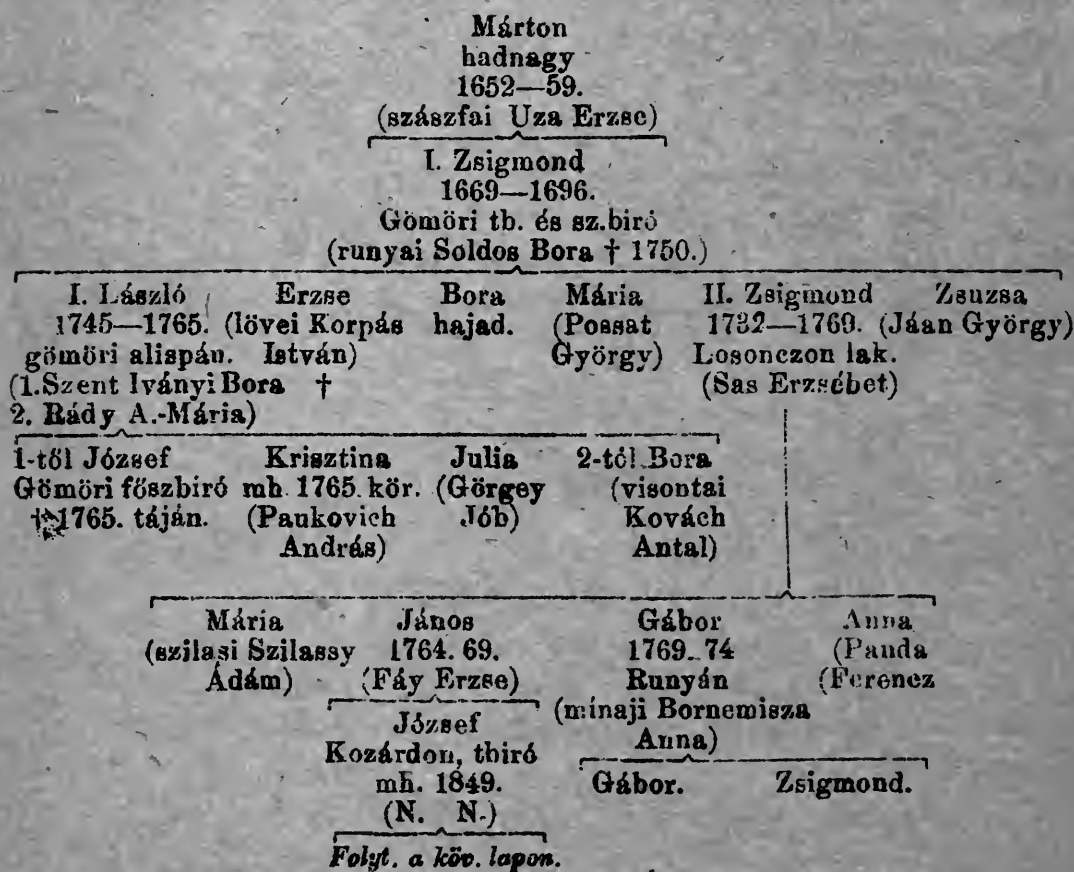 Márton
hadnagy
1652—59.
(szászfai Uza Erzse)
I. Zsigmond
1669—1696.
Gömöri tb. és sz.biró
(runyai Soldos Bora † 1750.)
I. László Erzse Bora Mária II. Zsigmond Zsuzsa
1745—1765. (lövei Korpás hajad. (Possat 1732—1769. (Jáan György)
gömöri alispán. István) György) Losonczon lak.
(1.Szent Iványi Bora † (Sas Erzsébet)
2. Rády A.-Mária)
1-től József Krisztina Julia 2-tól Bora
Gömöri főszbiró mh. 1765. kör. (Görgey (visontai
† 1765. táján. (Paukovich Jób) Kovách
András) Antal)
Mária János Gábor Anna
(szilasi Szilassy 1764. 69. 1769. 74 (Panda
Ádám) (Fáy Erzse) Runyán (Ferencz
József (mínaji Bornemisza
Kozárdon, tbiró Anna)
mh. 1849. Gábor. Zsigmond.
(N. N.)
Folyt. a köv. lapon.